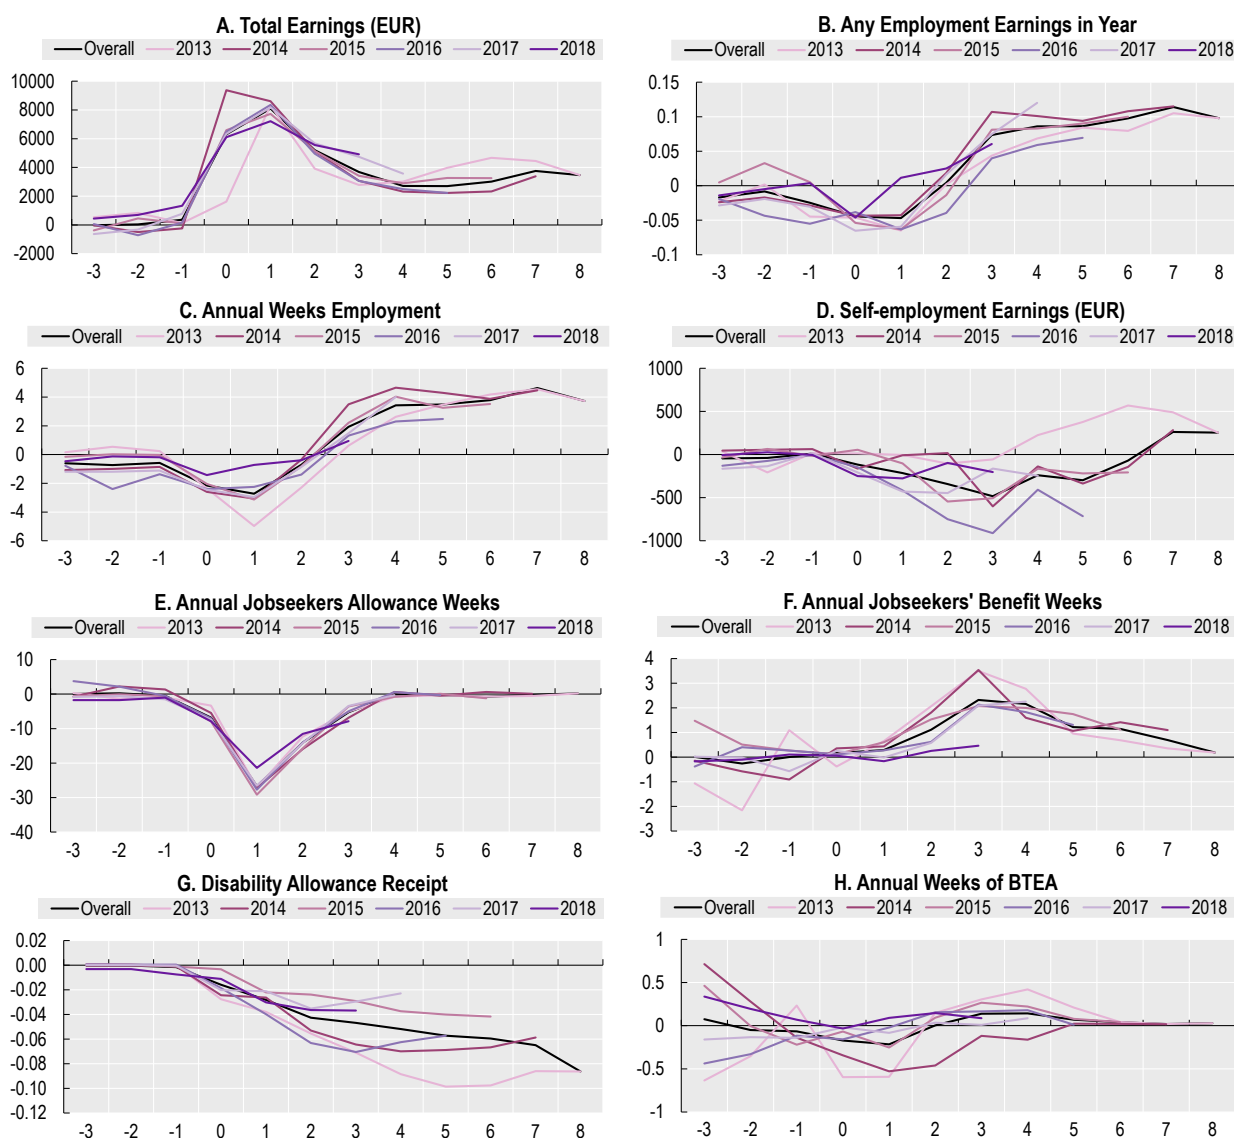 A. Total Earnings (EUR)
Overall 2013 2014 2015 2016 2017 2018
10000
8000
6000
4000
2000
0
-2000
-3 -2 -1 0 1 2 3 4 5 6 7 8
B. Any Employment Earnings in Year
Overall 2013 2014 2015 2016 2017 2018
0.15
0.1
0.05
0
-0.05
-0.1
-3 -2 -1 0 1 2 3 4 5 6 7 8
C. Annual Weeks Employment
Overall 2013 2014 2015 2016 2017 2018
6
4
2
0
-2
-4
-6
-3 -2 -1 0 1 2 3 4 5 6 7 8
D. Self-employment Earnings (EUR)
Overall 2013 2014 2015 2016 2017 2018
1000
500
0
-500
-1000
-3 -2 -1 0 1 2 3 4 5 6 7 8
E. Annual Jobseekers Allowance Weeks
Overall 2013 2014 2015 2016 2017 2018
10
0
-10
-20
-30
-40
-3 -2 -1 0 1 2 3 4 5 6 7 8
F. Annual Jobseekers' Benefit Weeks
Overall 2013 2014 2015 2016 2017 2018
4
3
2
1
0
-1
-2
-3
-3 -2 -1 0 1 2 3 4 5 6 7 8
G. Disability Allowance Receipt
Overall 2013 2014 2015 2016 2017 2018
0.02
0.00
-0.02
-0.04
-0.06
-0.08
-0.10
-0.12
-3 -2 -1 0 1 2 3 4 5 6 7 8
H. Annual Weeks of BTEA
Overall 2013 2014 2015 2016 2017 2018
1
0.5
0
-0.5
-1
-3 -2 -1 0 1 2 3 4 5 6 7 8